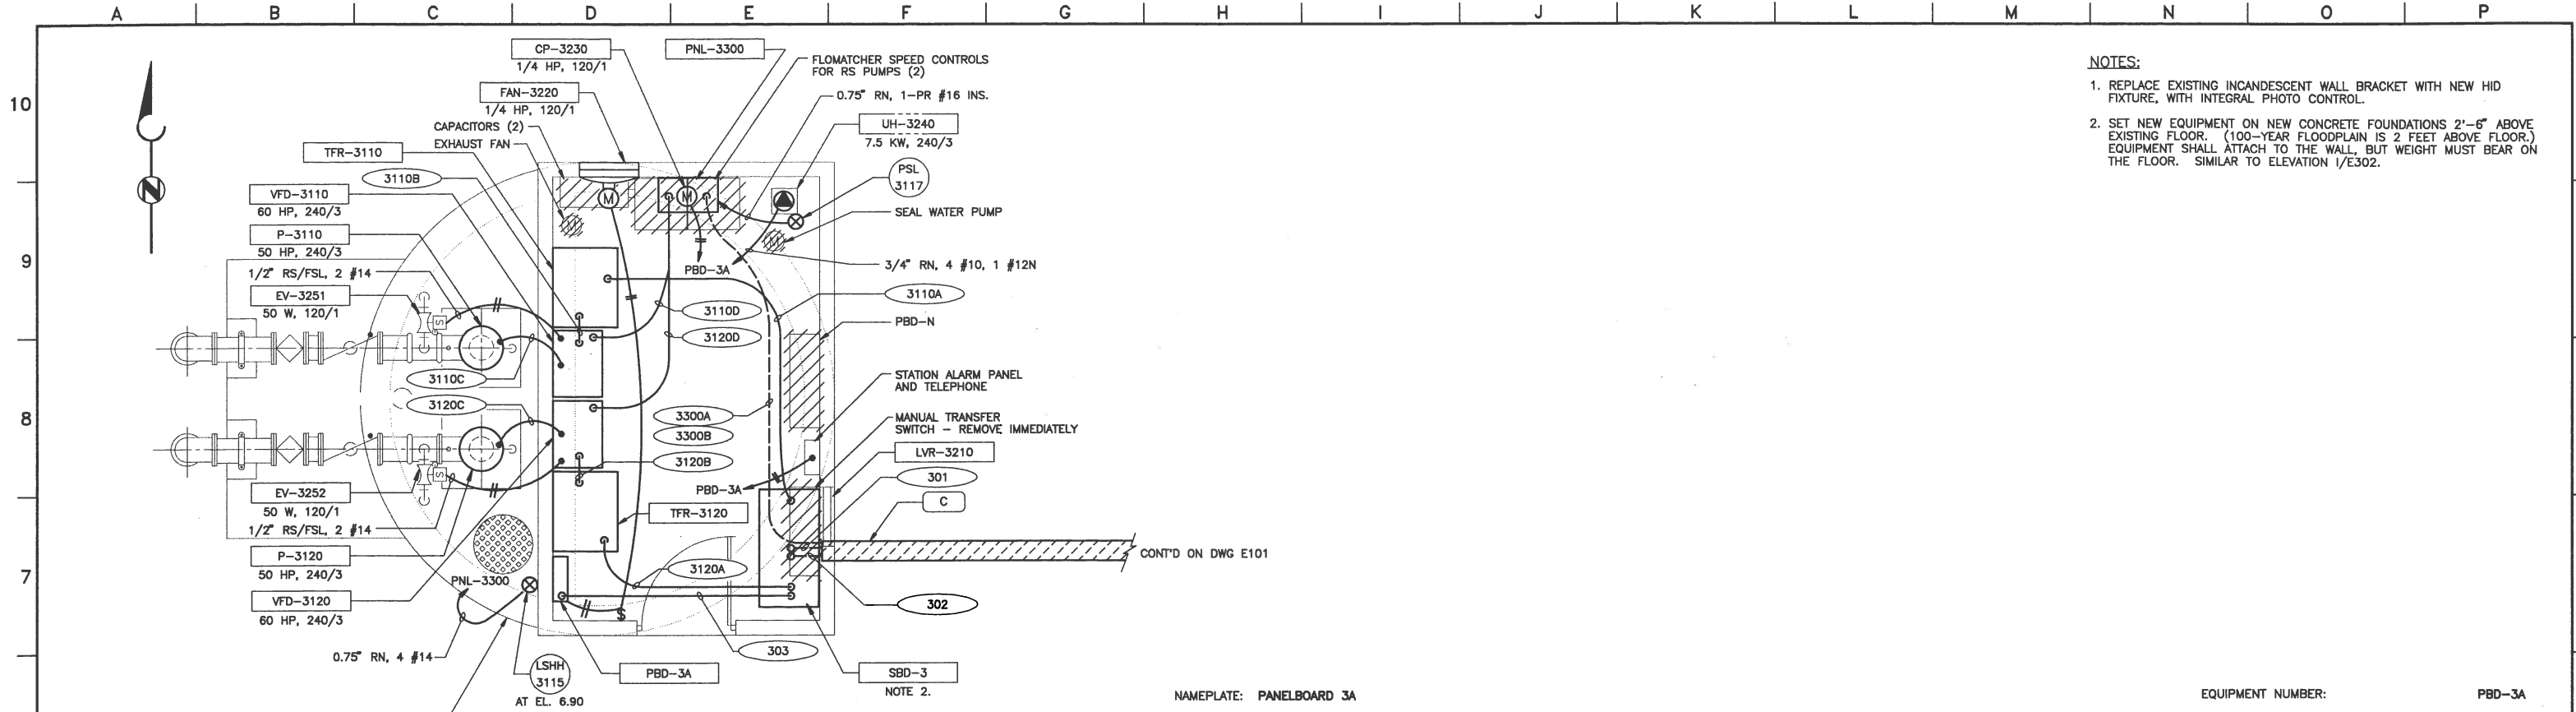 A B C D E F G H I J K L M N O P
10
9
8
7
N
CP-3230
1/4 HP, 120/1
PNL-3300
FLOMATCHER SPEED CONTROLS
FOR RS PUMPS (2)
FAN-3220
1/4 HP, 120/1
0.75" RN, 1-PR #16 INS.
CAPACITORS (2)
EXHAUST FAN
UH-3240
7.5 KW, 240/3
TFR-3110
3110B
PSL
3117
VFD-3110
60 HP, 240/3
M
M
SEAL WATER PUMP
P-3110
50 HP, 240/3
M
M
1/2" RS/FSL, 2 #14
PBD-3A
3/4" RN, 4 #10, 1 #12N
EV-3251
50 W, 120/1
S
3110D
3110A
3120D
PBD-N
3110C
STATION ALARM PANEL
AND TELEPHONE
3120C
3300A
3300B
MANUAL TRANSFER
SWITCH - REMOVE IMMEDIATELY
3120B
LVR-3210
S
301
EV-3252
50 W, 120/1
PBD-3A
C
1/2" RS/FSL, 2 #14
TFR-3120
P-3120
50 HP, 240/3
CONT'D ON DWG E101
PNL-3300
3120A
VFD-3120
60 HP, 240/3
302
$
303
0.75" RN, 4 #14
LSHH
3115
AT EL. 6.90
PBD-3A
SBD-3
NOTE 2.
NOTES:
1. REPLACE EXISTING INCANDESCENT WALL BRACKET WITH NEW HID
FIXTURE, WITH INTEGRAL PHOTO CONTROL.
2. SET NEW EQUIPMENT ON NEW CONCRETE FOUNDATIONS 2'-6" ABOVE
EXISTING FLOOR. (100-YEAR FLOODPLAIN IS 2 FEET ABOVE FLOOR.)
EQUIPMENT SHALL ATTACH TO THE WALL, BUT WEIGHT MUST BEAR ON
THE FLOOR. SIMILAR TO ELEVATION 1/E302.
NAMEPLATE: PANELBOARD 3A
EQUIPMENT NUMBER: PBD-3A